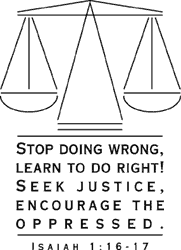 STOP DOING WRONG,
LEARN TO DO RIGHT!
SEEK JUSTICE,
ENCOURAGE THE
OPPRESSED.
ISAIAH 1:16-17